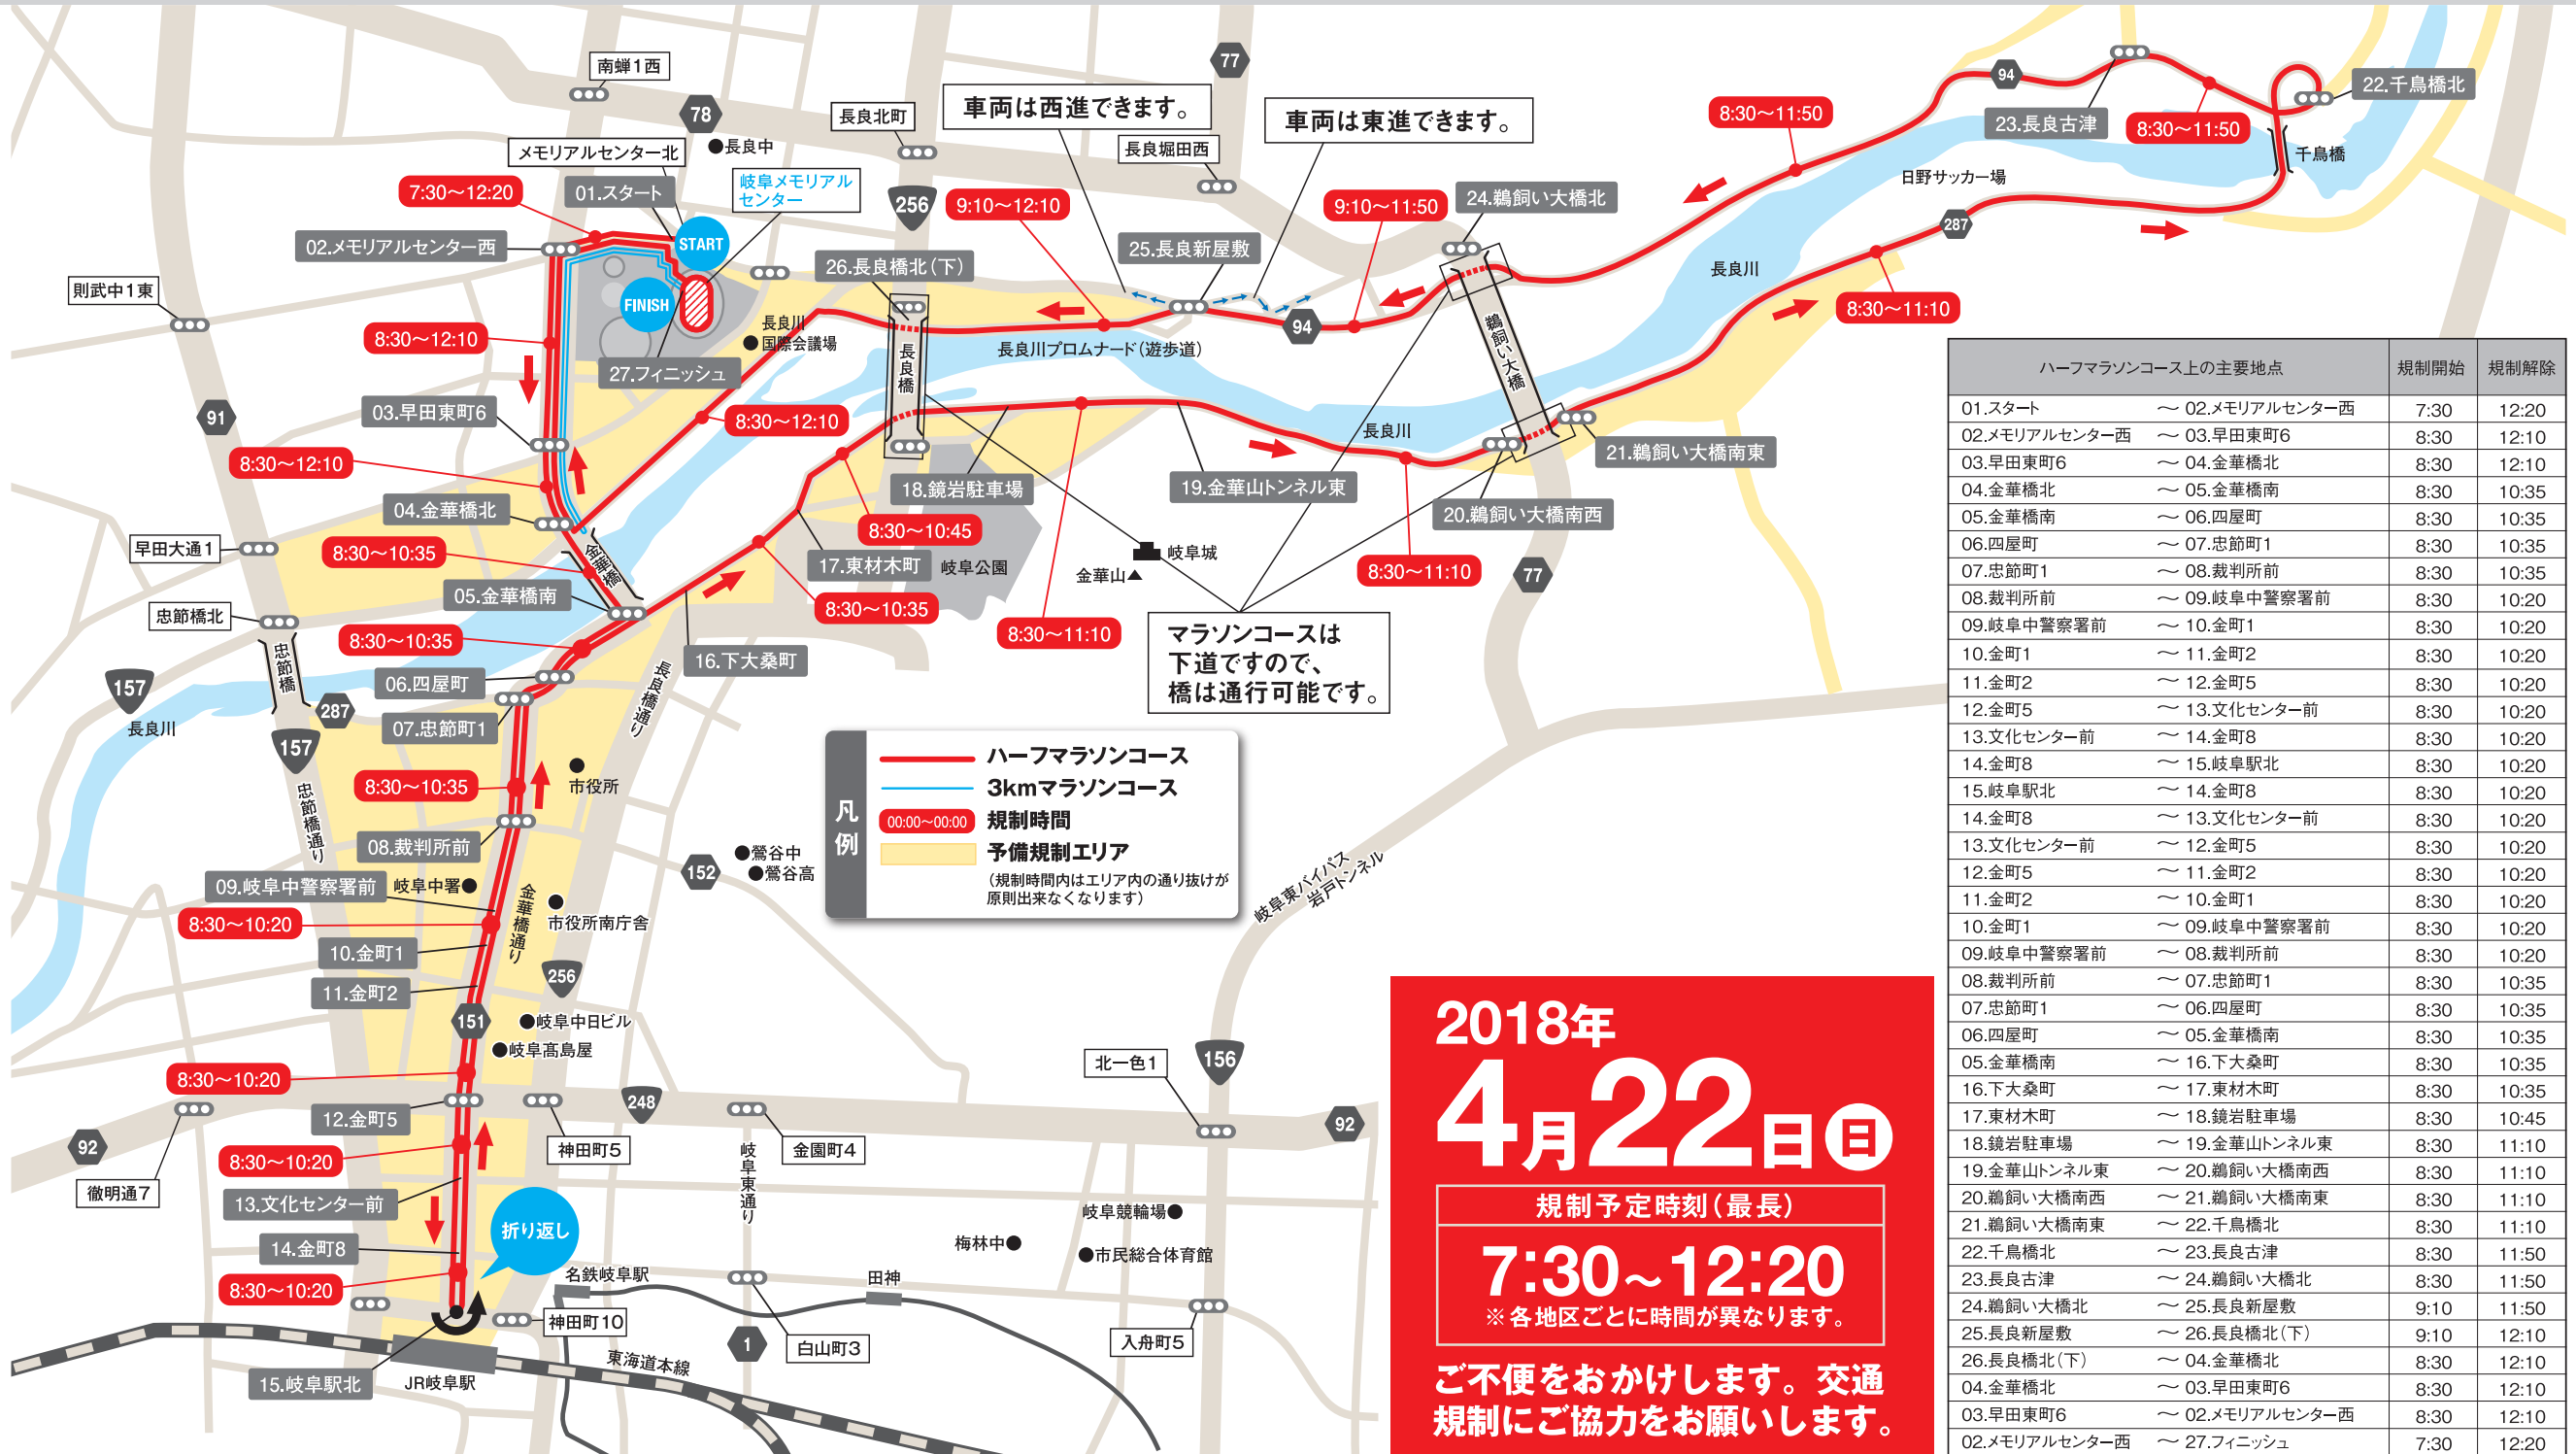 南蝉1西
78
77
長良中
長良北町
車両は西進できます。
車両は東進できます。
長良堀田西
メモリアルセンター北
01.スタート
岐阜メモリアル
センター
256
7:30〜12:20
02.メモリアルセンター西
START
FINISH
9:10〜12:10
9:10〜11:50
24.鵜飼い大橋北
25.長良新屋敷
26.長良橋北(下)
8:30〜11:50
94
23.長良古津
8:30〜11:50
22.千鳥橋北
千鳥橋
日野サッカー場
287
長良川
8:30〜11:10
則武中1東
8:30〜12:10
長良川
国際会議場
27.フィニッシュ
長良橋
長良川プロムナード(遊歩道)
94
鵜飼い大橋
91
03.早田東町6
8:30〜12:10
8:30〜12:10
長良川
21.鵜飼い大橋南東
04.金華橋北
18.鏡岩駐車場
19.金華山トンネル東
20.鵜飼い大橋南西
早田大通1
8:30〜10:35
金華橋
8:30〜10:45
17.東材木町
岐阜公園
岐阜城
金華山
8:30〜11:10
77
05.金華橋南
8:30〜10:35
8:30〜11:10
忠節橋北
忠節橋
8:30〜10:35
16.下大桑町
長良橋通り
マラソンコースは
下道ですので、
橋は通行可能です。
157
長良川
06.四屋町
287
07.忠節町1
157
忠節橋通り
8:30〜10:35
市役所
08.裁判所前
152
鶯谷中
鶯谷高
凡例
ハーフマラソンコース
3kmマラソンコース
00:00〜00:00 規制時間
予備規制エリア
(規制時間内はエリア内の通り抜けが
原則出来なくなります)
岐阜東バイパス
岩戸トンネル
09.岐阜中警察署前
岐阜中署
金華橋通り
市役所南庁舎
8:30〜10:20
10.金町1
256
11.金町2
151
岐阜中日ビル
岐阜髙島屋
8:30〜10:20
北一色1
156
12.金町5
248
92
92
神田町5
金園町4
8:30〜10:20
徹明通7
岐阜東通り
13.文化センター前
折り返し
岐阜競輪場
梅林中
市民総合体育館
14.金町8
8:30〜10:20
名鉄岐阜駅
田神
神田町10
1
白山町3
入舟町5
東海道本線
15.岐阜駅北
JR岐阜駅
2018年
4月22日日
規制予定時刻(最長)
7:30〜12:20
※各地区ごとに時間が異なります。
ご不便をおかけします。交通
規制にご協力をお願いします。
ハーフマラソンコース上の主要地点 規制開始 規制解除
01.スタート 〜 02.メモリアルセンター西 7:30 12:20
02.メモリアルセンター西 〜 03.早田東町6 8:30 12:10
03.早田東町6 〜 04.金華橋北 8:30 12:10
04.金華橋北 〜 05.金華橋南 8:30 10:35
05.金華橋南 〜 06.四屋町 8:30 10:35
06.四屋町 〜 07.忠節町1 8:30 10:35
07.忠節町1 〜 08.裁判所前 8:30 10:35
08.裁判所前 〜 09.岐阜中警察署前 8:30 10:20
09.岐阜中警察署前 〜 10.金町1 8:30 10:20
10.金町1 〜 11.金町2 8:30 10:20
11.金町2 〜 12.金町5 8:30 10:20
12.金町5 〜 13.文化センター前 8:30 10:20
13.文化センター前 〜 14.金町8 8:30 10:20
14.金町8 〜 15.岐阜駅北 8:30 10:20
15.岐阜駅北 〜 14.金町8 8:30 10:20
14.金町8 〜 13.文化センター前 8:30 10:20
13.文化センター前 〜 12.金町5 8:30 10:20
12.金町5 〜 11.金町2 8:30 10:20
11.金町2 〜 10.金町1 8:30 10:20
10.金町1 〜 09.岐阜中警察署前 8:30 10:20
09.岐阜中警察署前 〜 08.裁判所前 8:30 10:20
08.裁判所前 〜 07.忠節町1 8:30 10:35
07.忠節町1 〜 06.四屋町 8:30 10:35
06.四屋町 〜 05.金華橋南 8:30 10:35
05.金華橋南 〜 16.下大桑町 8:30 10:35
16.下大桑町 〜 17.東材木町 8:30 10:35
17.東材木町 〜 18.鏡岩駐車場 8:30 10:45
18.鏡岩駐車場 〜 19.金華山トンネル東 8:30 11:10
19.金華山トンネル東 〜 20.鵜飼い大橋南西 8:30 11:10
20.鵜飼い大橋南西 〜 21.鵜飼い大橋南東 8:30 11:10
21.鵜飼い大橋南東 〜 22.千鳥橋北 8:30 11:10
22.千鳥橋北 〜 23.長良古津 8:30 11:50
23.長良古津 〜 24.鵜飼い大橋北 8:30 11:50
24.鵜飼い大橋北 〜 25.長良新屋敷 9:10 11:50
25.長良新屋敷 〜 26.長良橋北(下) 9:10 12:10
26.長良橋北(下) 〜 04.金華橋北 8:30 12:10
04.金華橋北 〜 03.早田東町6 8:30 12:10
03.早田東町6 〜 02.メモリアルセンター西 8:30 12:10
02.メモリアルセンター西 〜 27.フィニッシュ 7:30 12:20